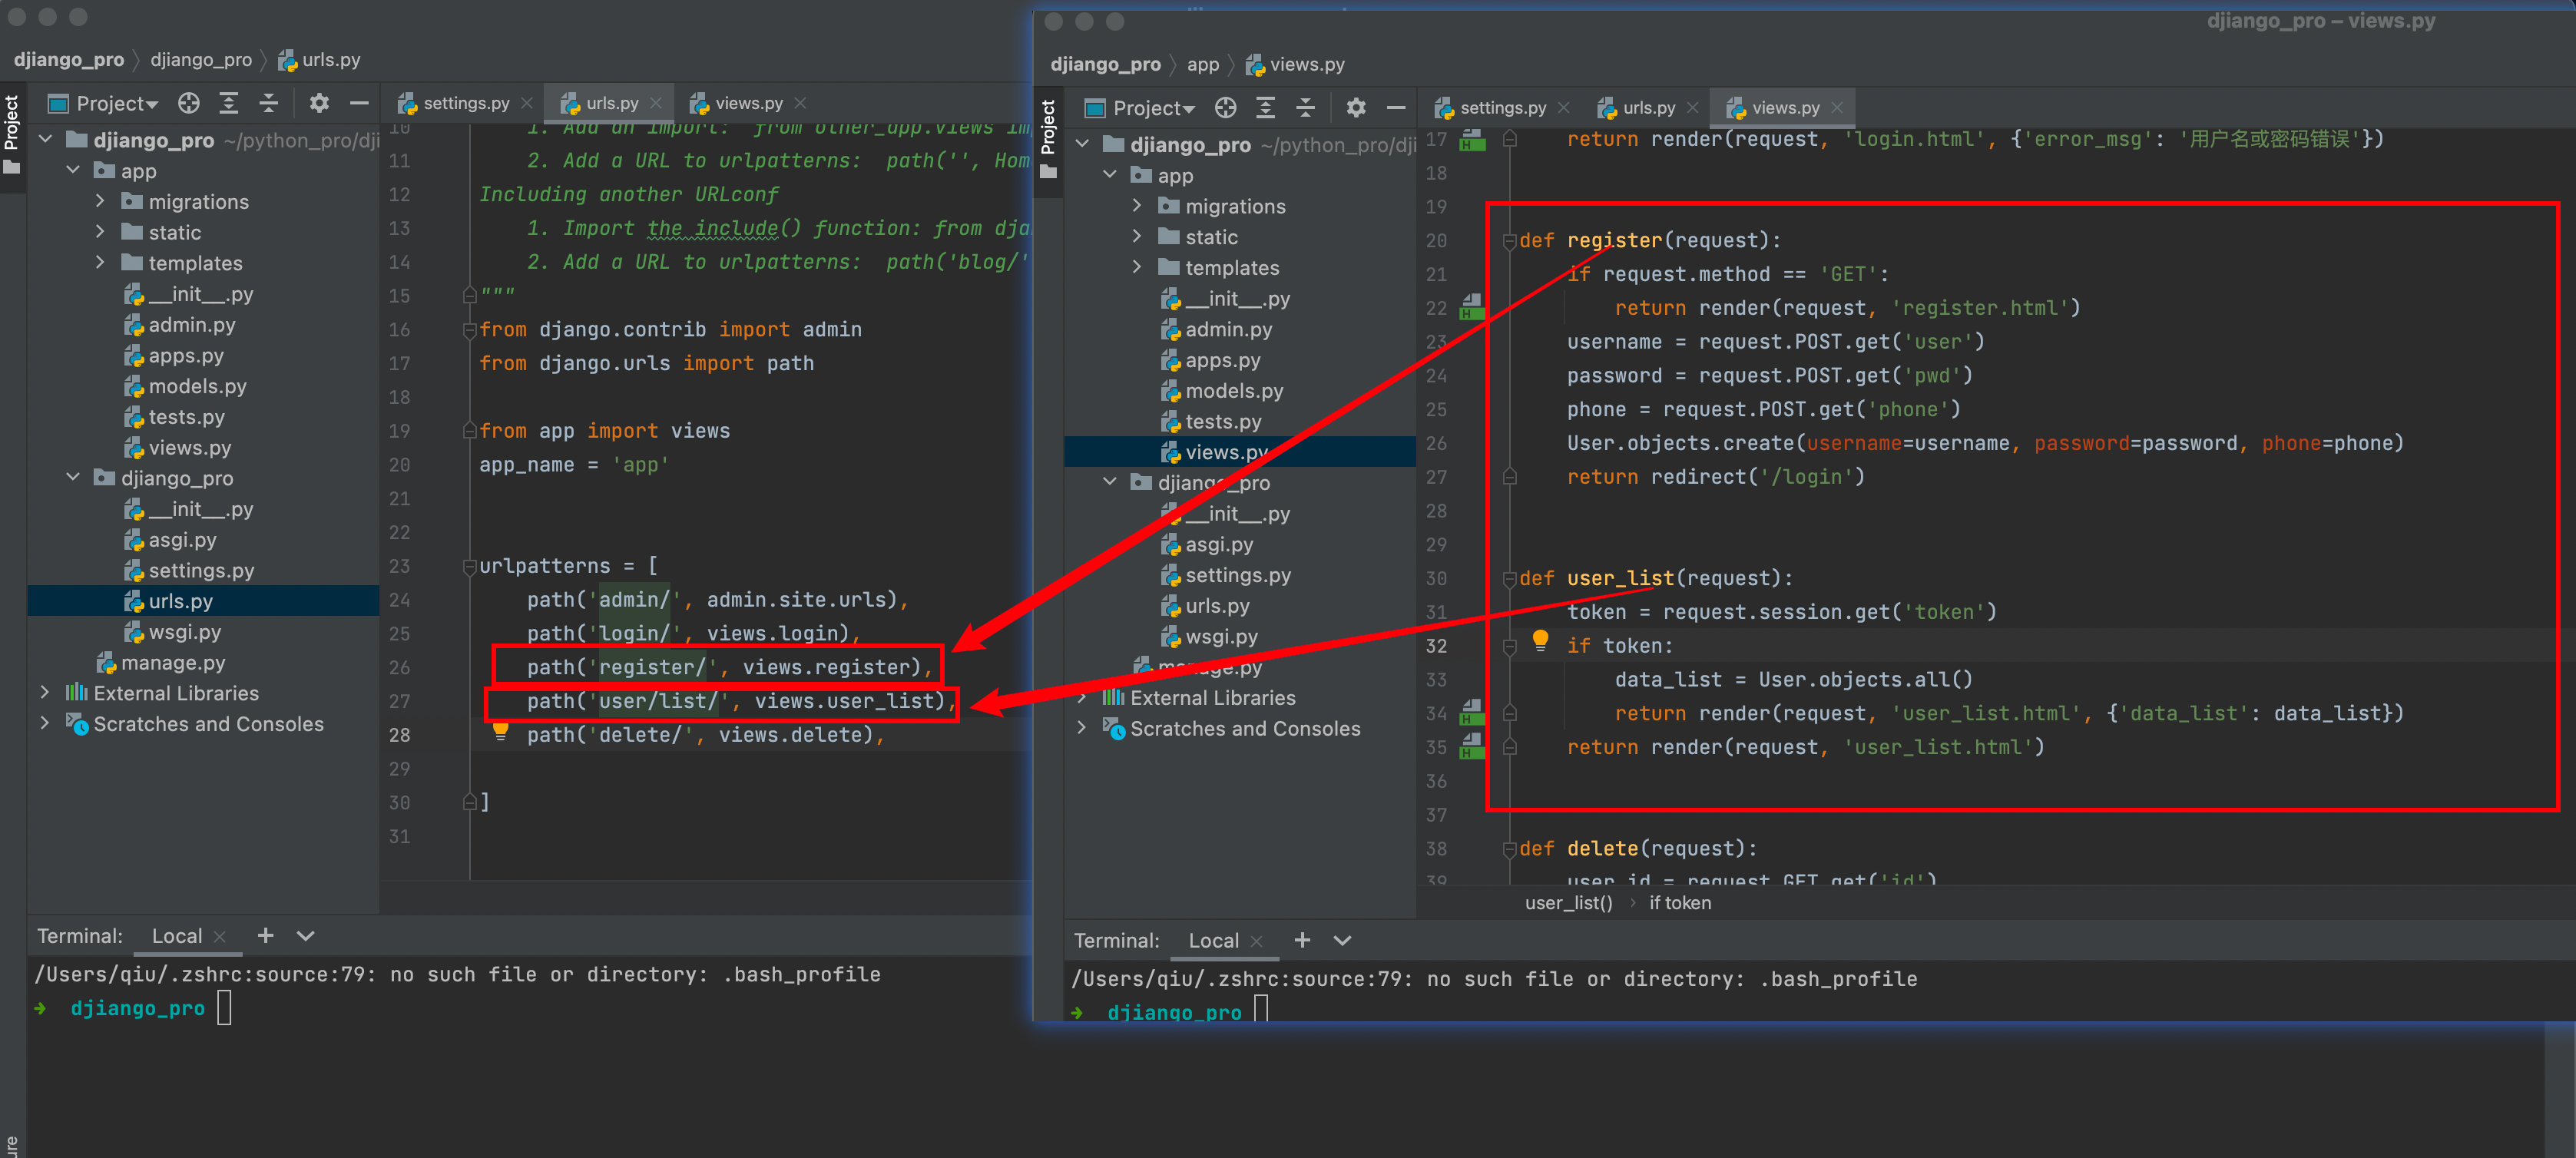 djiango_pro > djiango_pro > urls.py
Project
settings.py
urls.py
views.py
Project
djiango_pro ~/python_pro/dji
app
migrations
static
templates
__init__.py
admin.py
apps.py
models.py
tests.py
views.py
djiango_pro
__init__.py
asgi.py
settings.py
urls.py
wsgi.py
manage.py
External Libraries
Scratches and Consoles
10 1. Add an import:  from other_app.views imp
11 2. Add a URL to urlpatterns:  path('', Hom
12 Including another URLconf
13 1. Import the include() function: from dja
14 2. Add a URL to urlpatterns:  path('blog/'
15 """
16 from django.contrib import admin
17 from django.urls import path
18
19 from app import views
20 app_name = 'app'
21
22
23 urlpatterns = [
24 path('admin/', admin.site.urls),
25 path('login/', views.login),
26 path('register/', views.register),
27 path('user/list/', views.user_list),
28 path('delete/', views.delete),
29
30 ]
31
Terminal: Local
/Users/qiu/.zshrc:source:79: no such file or directory: .bash_profile
→ djiango_pro
djiango_pro – views.py
djiango_pro > app > views.py
Project
settings.py
urls.py
views.py
Project
djiango_pro ~/python_pro/dji
app
migrations
static
templates
__init__.py
admin.py
apps.py
models.py
tests.py
views.py
djiango_pro
__init__.py
asgi.py
settings.py
urls.py
wsgi.py
manage.py
External Libraries
Scratches and Consoles
17 return render(request, 'login.html', {'error_msg': '用户名或密码错误'})
18
19
20 def register(request):
21 if request.method == 'GET':
22 return render(request, 'register.html')
23 username = request.POST.get('user')
24 password = request.POST.get('pwd')
25 phone = request.POST.get('phone')
26 User.objects.create(username=username, password=password, phone=phone)
27 return redirect('/login')
28
29
30 def user_list(request):
31 token = request.session.get('token')
32 if token:
33 data_list = User.objects.all()
34 return render(request, 'user_list.html', {'data_list': data_list})
35 return render(request, 'user_list.html')
36
37
38 def delete(request):
39 user_id = request.GET.get('id')
user_list() > if token
Terminal: Local
/Users/qiu/.zshrc:source:79: no such file or directory: .bash_profile
→ djiango_pro